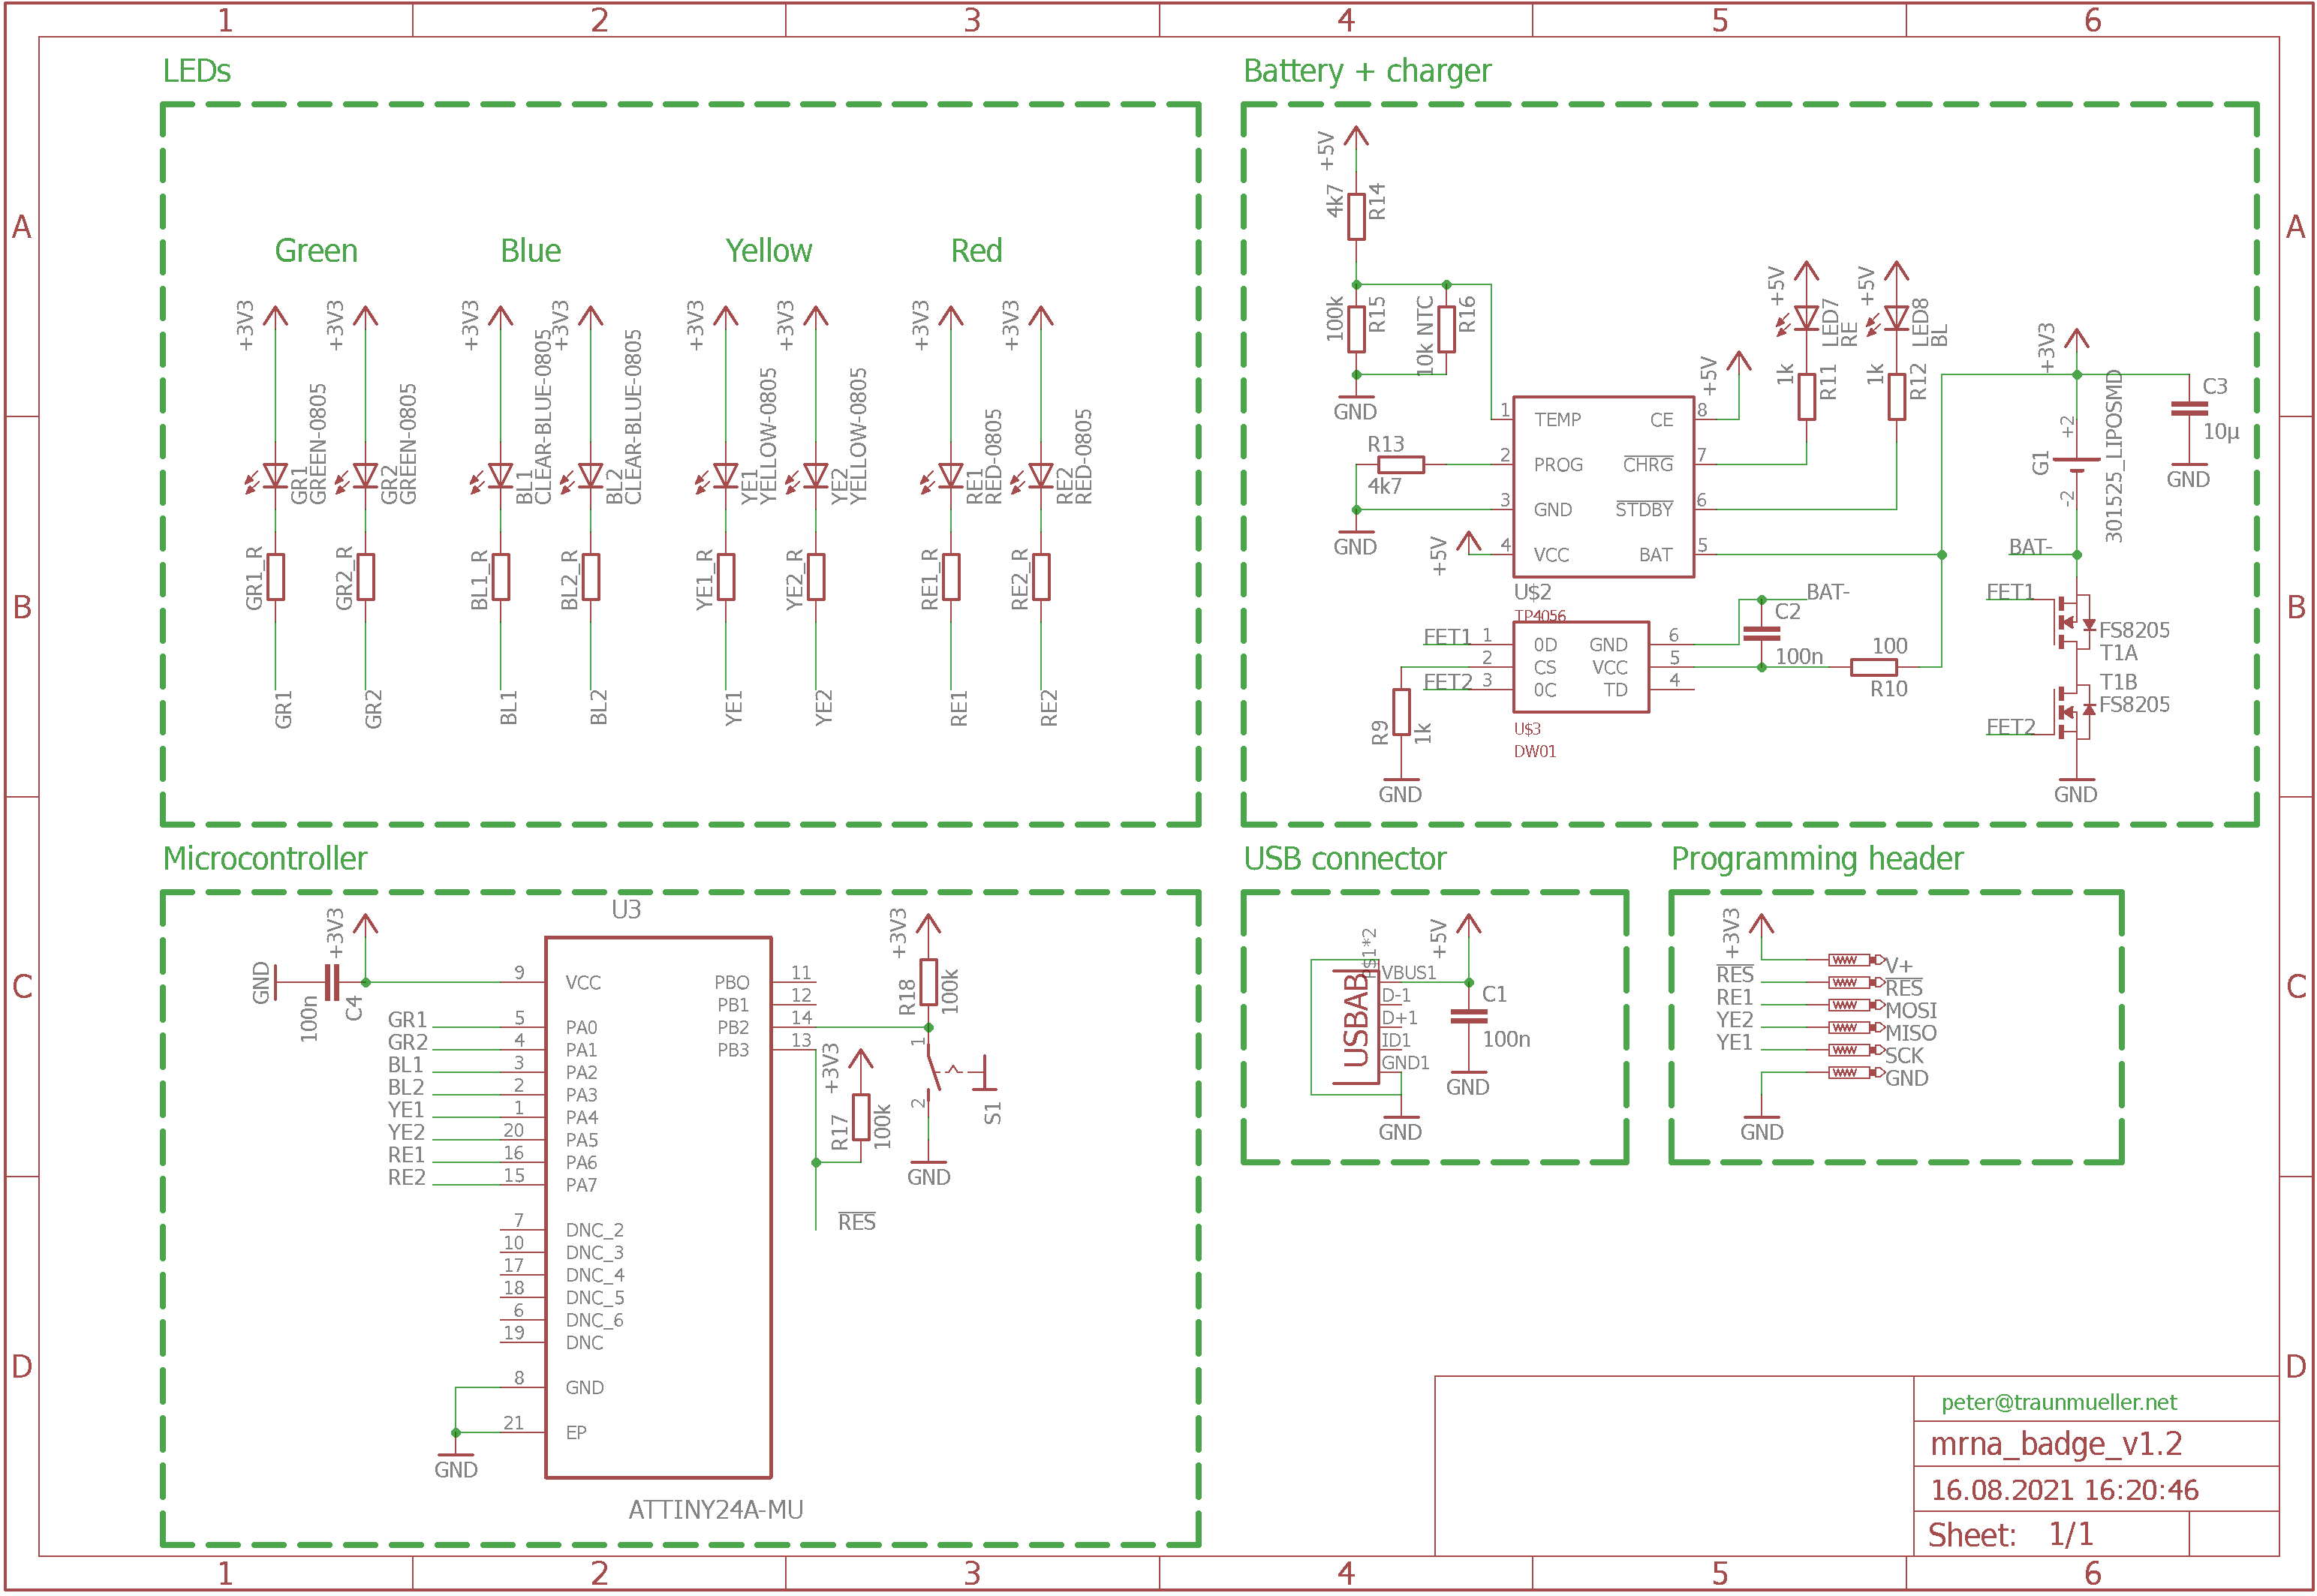 1 2 3 4 5 6
A A
B B
C C
D D
LEDs
Green Blue Yellow Red
+3V3 +3V3 +3V3 +3V3 +3V3 +3V3 +3V3 +3V3
GR1
GREEN-0805
GR2
GREEN-0805
BL1
CLEAR-BLUE-0805
BL2
CLEAR-BLUE-0805
YE1
YELLOW-0805
YE2
YELLOW-0805
RE1
RED-0805
RE2
RED-0805
GR1_R GR2_R BL1_R BL2_R YE1_R YE2_R RE1_R RE2_R
GR1 GR2 BL1 BL2 YE1 YE2 RE1 RE2
Battery + charger
+5V
4k7
R14
100k
R15
10k NTC
R16
GND
R13
4k7
GND
+5V
1 TEMP CE 8
2 PROG CHRG 7
3 GND STDBY 6
4 VCC BAT 5
U$2
TP4056
+5V
+5V
LED7
RE
1k
R11
+5V
LED8
BL
1k
R12
FET1 1 0D GND 6
2 CS VCC 5
FET2 3 0C TD 4
U$3
DW01
R9
1k
GND
BAT-
C2
100n
100
R10
+3V3
G1
+2
-2
301525_LIPOSMD
C3
10µ
GND
BAT-
FET1
FS8205
T1A
T1B
FS8205
FET2
GND
Microcontroller
U3
+3V3
GND
100n
C4
9 VCC
GR1 5 PA0
GR2 4 PA1
BL1 3 PA2
BL2 2 PA3
YE1 1 PA4
YE2 20 PA5
RE1 16 PA6
RE2 15 PA7
7 DNC_2
10 DNC_3
17 DNC_4
18 DNC_5
6 DNC_6
19 DNC
8 GND
21 EP
GND
PB0 11
PB1 12
PB2 14
PB3 13
+3V3
R18
100k
+3V3
R17
100k
1
2
S1
GND
RES
ATTINY24A-MU
USB connector
USBAB
VBUS1
D-1
D+1
ID1
GND1
+5V
C1
100n
GND
GND
Programming header
+3V3
V+
RES RES
RE1 MOSI
YE2 MISO
YE1 SCK
GND
GND
peter@traunmueller.net
mrna_badge_v1.2
16.08.2021 16:20:46
Sheet: 1/1
1 2 3 4 5 6